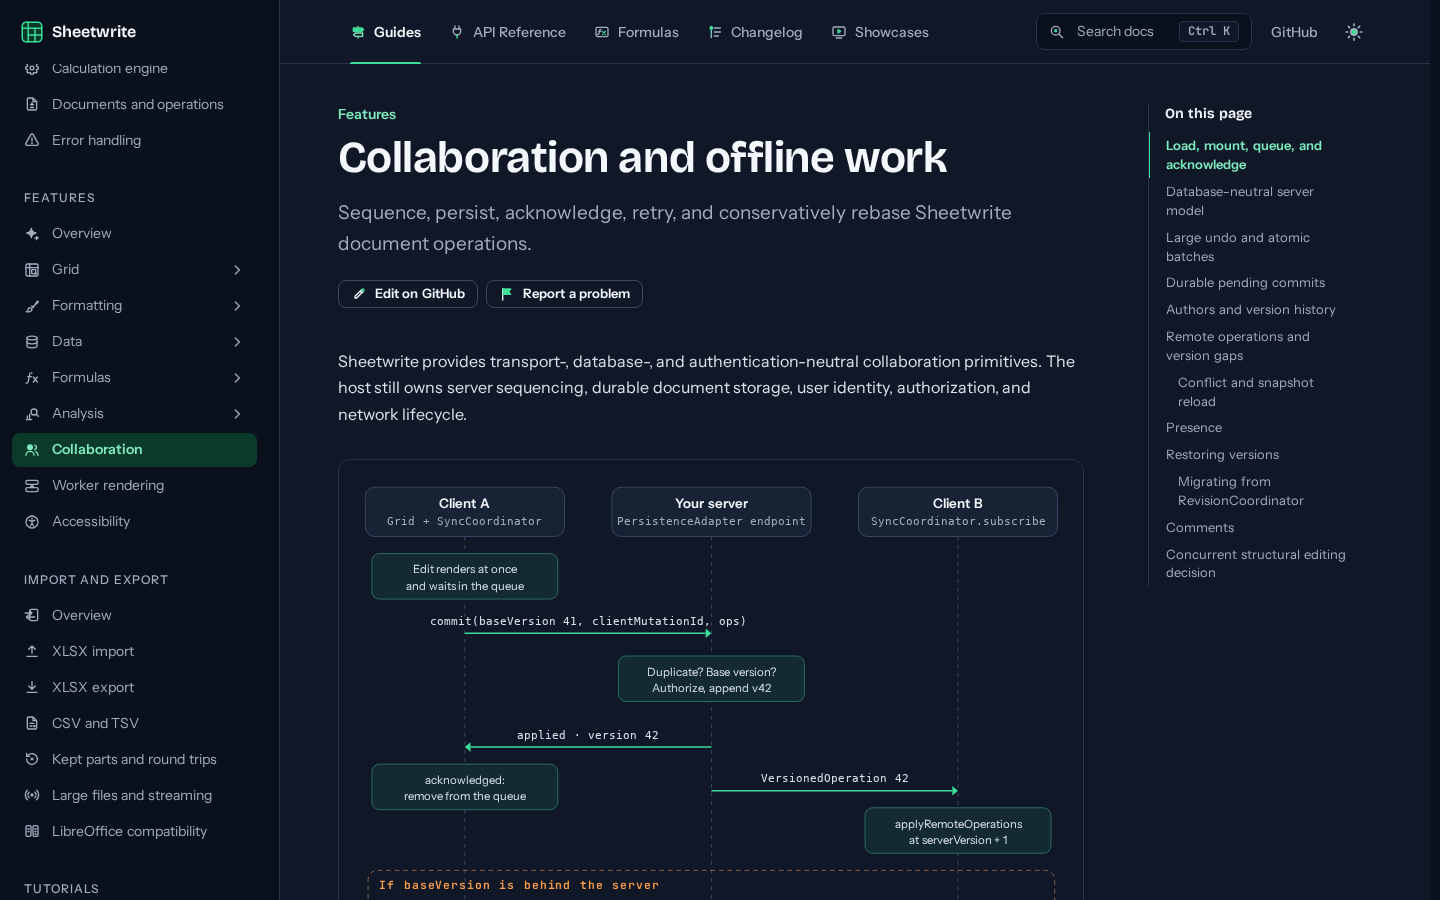 Sheetwrite
Calculation engine
Documents and operations
Error handling
FEATURES
Overview
Grid
Formatting
Data
Formulas
Analysis
Collaboration
Worker rendering
Accessibility
IMPORT AND EXPORT
Overview
XLSX import
XLSX export
CSV and TSV
Kept parts and round trips
Large files and streaming
LibreOffice compatibility
TUTORIALS
Guides
API Reference
Formulas
Changelog
Showcases
Search docs
Ctrl K
GitHub
Features
Collaboration and offline work
Sequence, persist, acknowledge, retry, and conservatively rebase Sheetwrite
document operations.
Edit on GitHub
Report a problem
Sheetwrite provides transport-, database-, and authentication-neutral collaboration primitives. The
host still owns server sequencing, durable document storage, user identity, authorization, and
network lifecycle.
Client A
Grid + SyncCoordinator
Your server
PersistenceAdapter endpoint
Client B
SyncCoordinator.subscribe
Edit renders at once
and waits in the queue
commit(baseVersion 41, clientMutationId, ops)
Duplicate? Base version?
Authorize, append v42
applied · version 42
acknowledged:
remove from the queue
VersionedOperation 42
applyRemoteOperations
at serverVersion + 1
If baseVersion is behind the server
On this page
Load, mount, queue, and
acknowledge
Database-neutral server
model
Large undo and atomic
batches
Durable pending commits
Authors and version history
Remote operations and
version gaps
Conflict and snapshot
reload
Presence
Restoring versions
Migrating from
RevisionCoordinator
Comments
Concurrent structural editing
decision